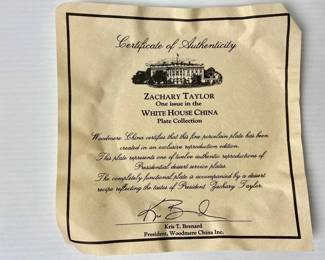 Certificate of Authenticity
ZACHARY TAYLOR
One issue in the
WHITE HOUSE CHINA
Plate Collection
Woodmere China certifies that this fine porcelain plate has been
created in an exclusive reproduction edition.
This plate represents one of twelve authentic reproductions of
Presidential dessert service plates.
The completely functional plate is accompanied by a dessert
recipe reflecting the tastes of President Zachary Taylor.
Kris T. Brenard
President, Woodmere China Inc.